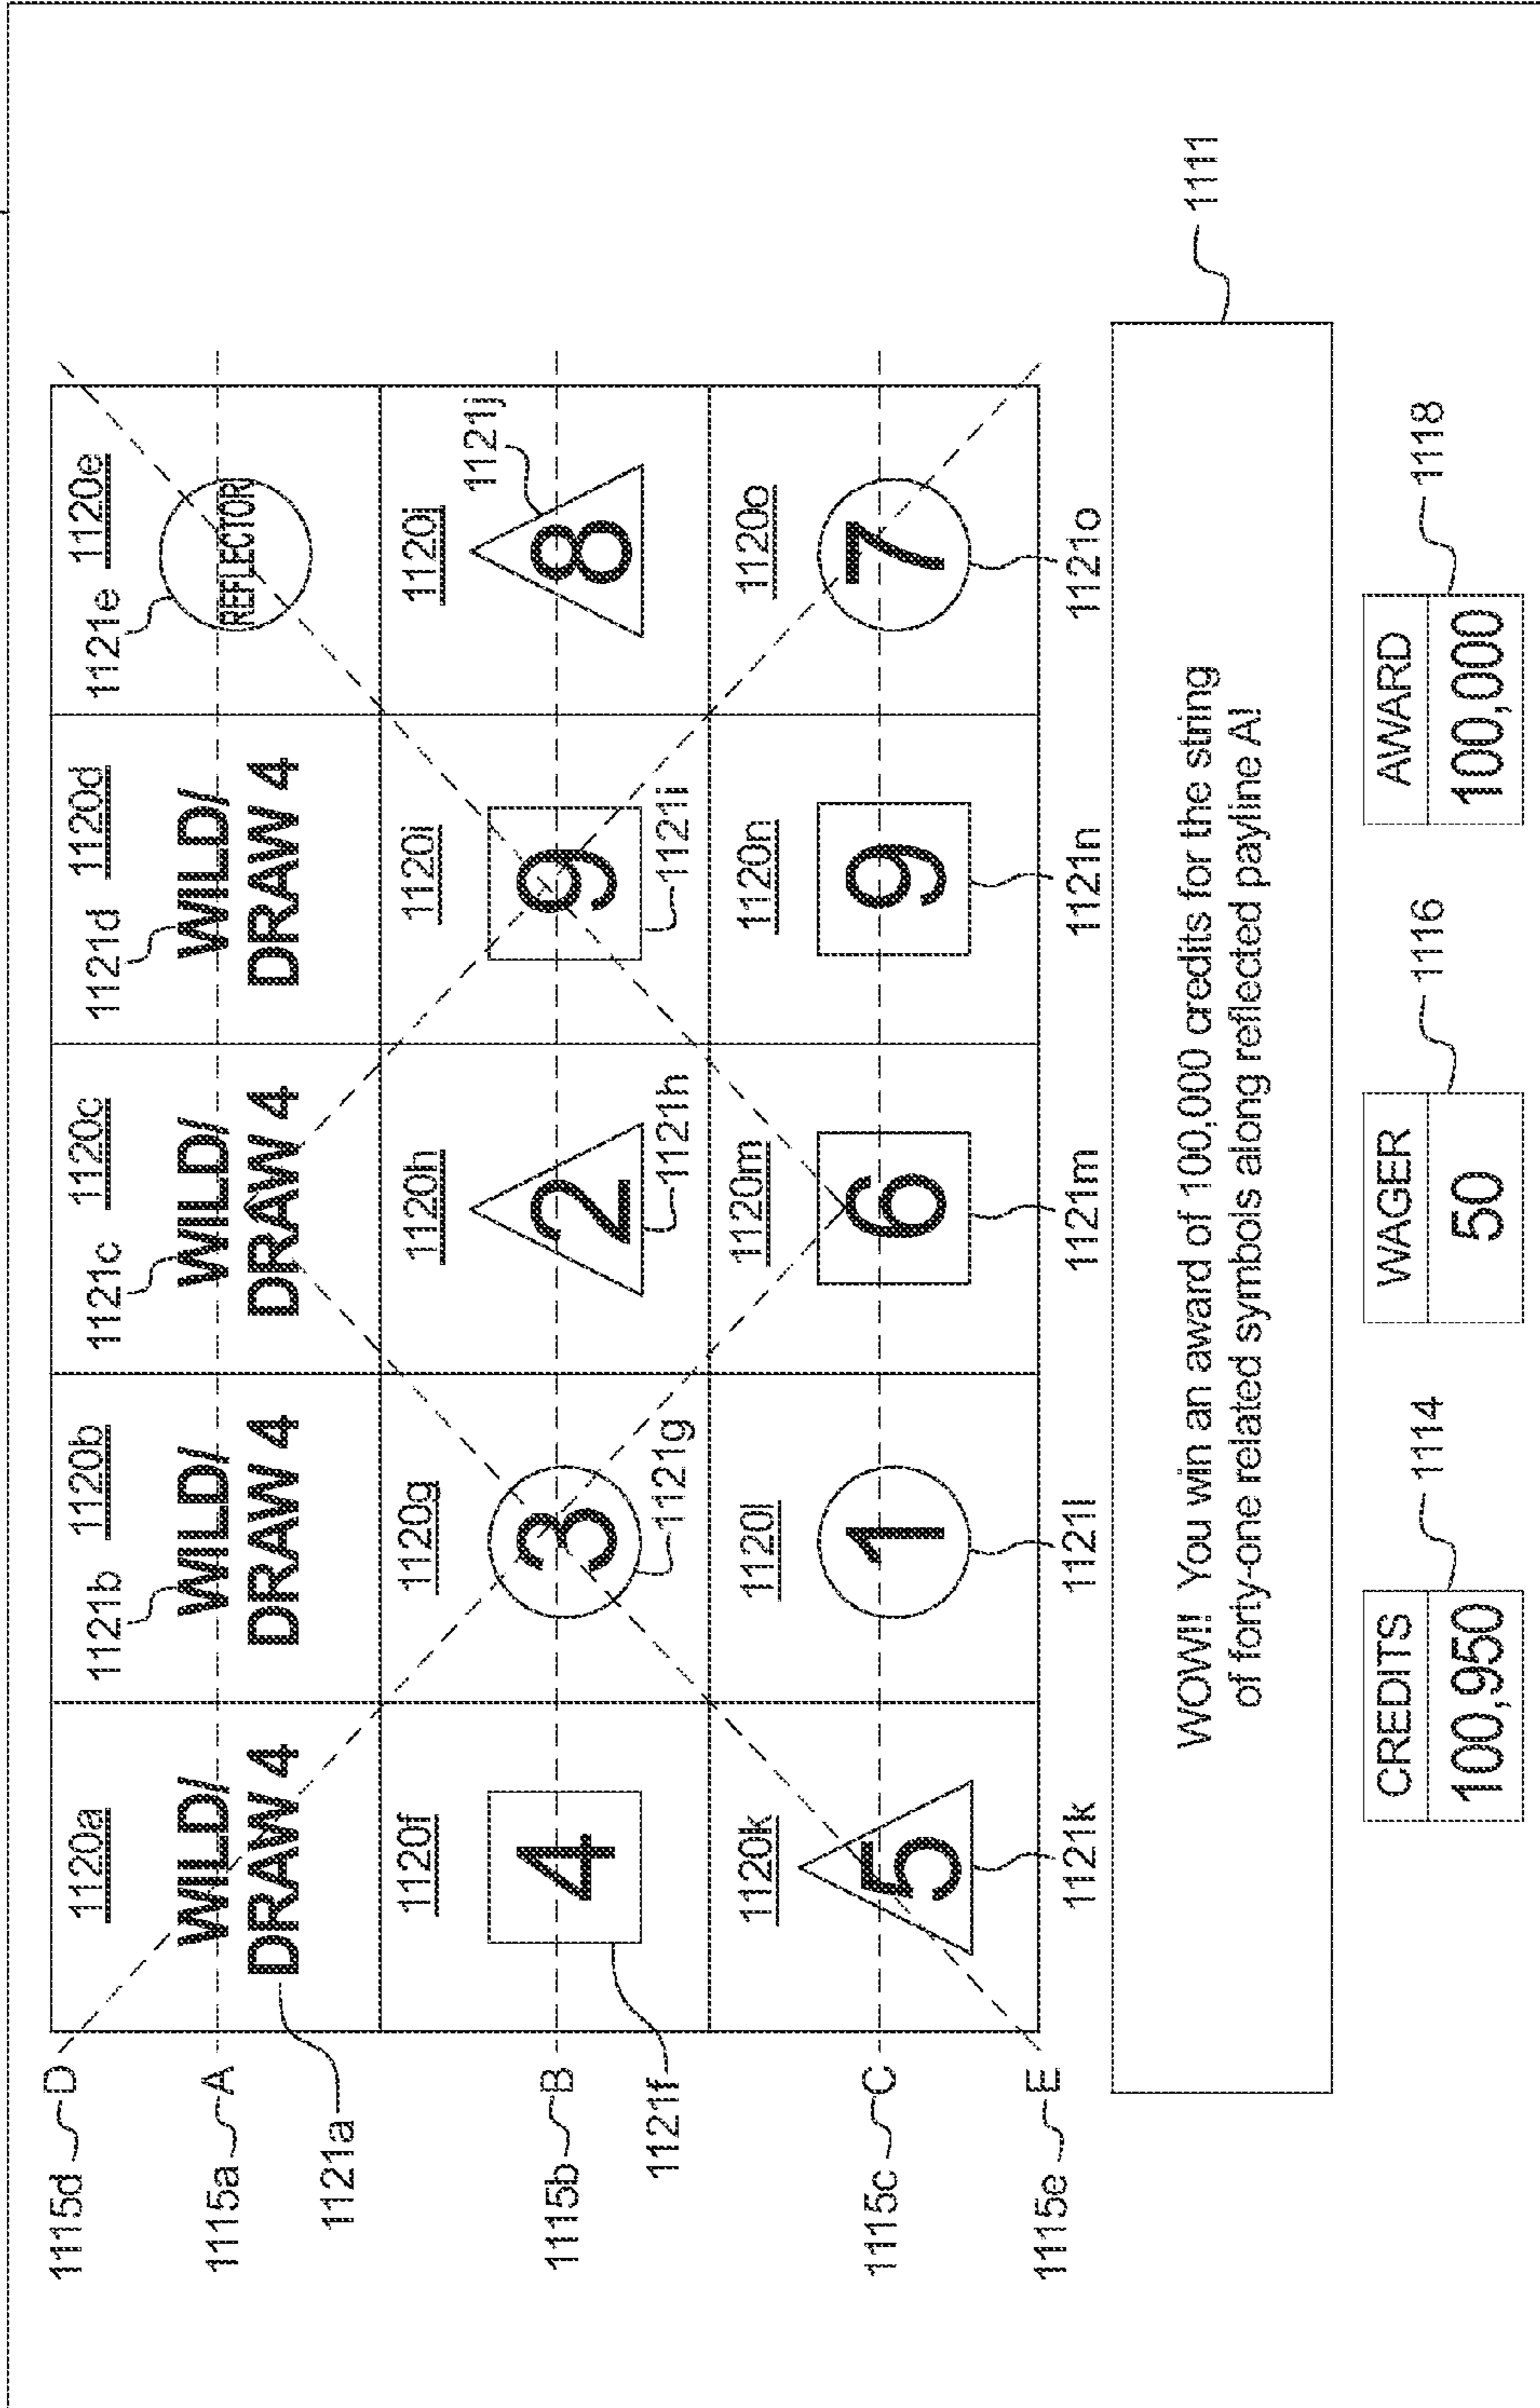 1115d D
1120a
1121b 1120b
1121c 1120c
1121d 1120d
1121e 1120e
1115a A
WILD/
DRAW 4
WILD/
DRAW 4
WILD/
DRAW 4
WILD/
DRAW 4
REFLECTOR
1121a
1120f
1120g
1120h
1120i
1120j
1121j
1115b B
4
3
2
9
8
1121f
1121g
1121h
1121i
1120k
1120l
1120m
1120n
1120o
1115c C
5
1
6
9
7
1115e E
1121k
1121l
1121m
1121n
1121o
WOW!! You win an award of 100,000 credits for the string
of forty-one related symbols along reflected payline A!
1111
CREDITS
100,950
1114
WAGER
50
1116
AWARD
100,000
1118